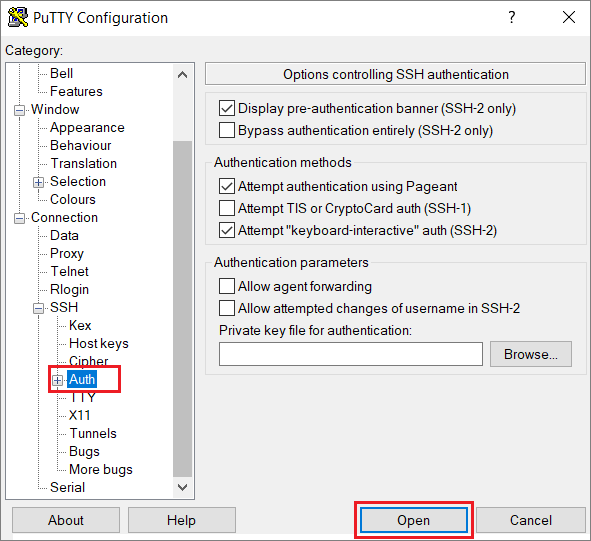 PuTTY Configuration
Category:
Bell
Features
Window
Appearance
Behaviour
Translation
Selection
Colours
Connection
Data
Proxy
Telnet
Rlogin
SSH
Kex
Host keys
Cipher
Auth
TTY
X11
Tunnels
Bugs
More bugs
Serial
Options controlling SSH authentication
Display pre-authentication banner (SSH-2 only)
Bypass authentication entirely (SSH-2 only)
Authentication methods
Attempt authentication using Pageant
Attempt TIS or CryptoCard auth (SSH-1)
Attempt "keyboard-interactive" auth (SSH-2)
Authentication parameters
Allow agent forwarding
Allow attempted changes of username in SSH-2
Private key file for authentication:
Browse...
About
Help
Open
Cancel